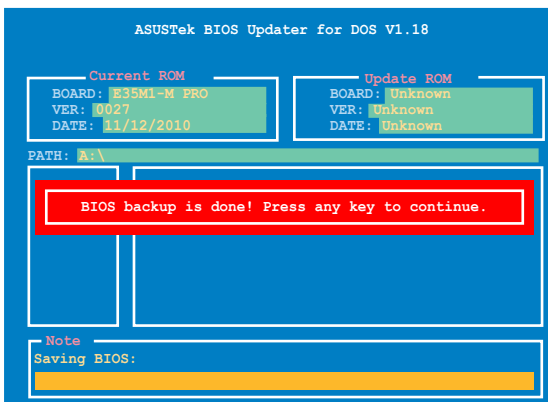 ASUSTek BIOS Updater for DOS V1.18
Current ROM
BOARD: E35M1-M PRO
VER: 0027
DATE: 11/12/2010
Update ROM
BOARD: Unknown
VER: Unknown
DATE: Unknown
PATH: A:\
BIOS backup is done! Press any key to continue.
Note
Saving BIOS: